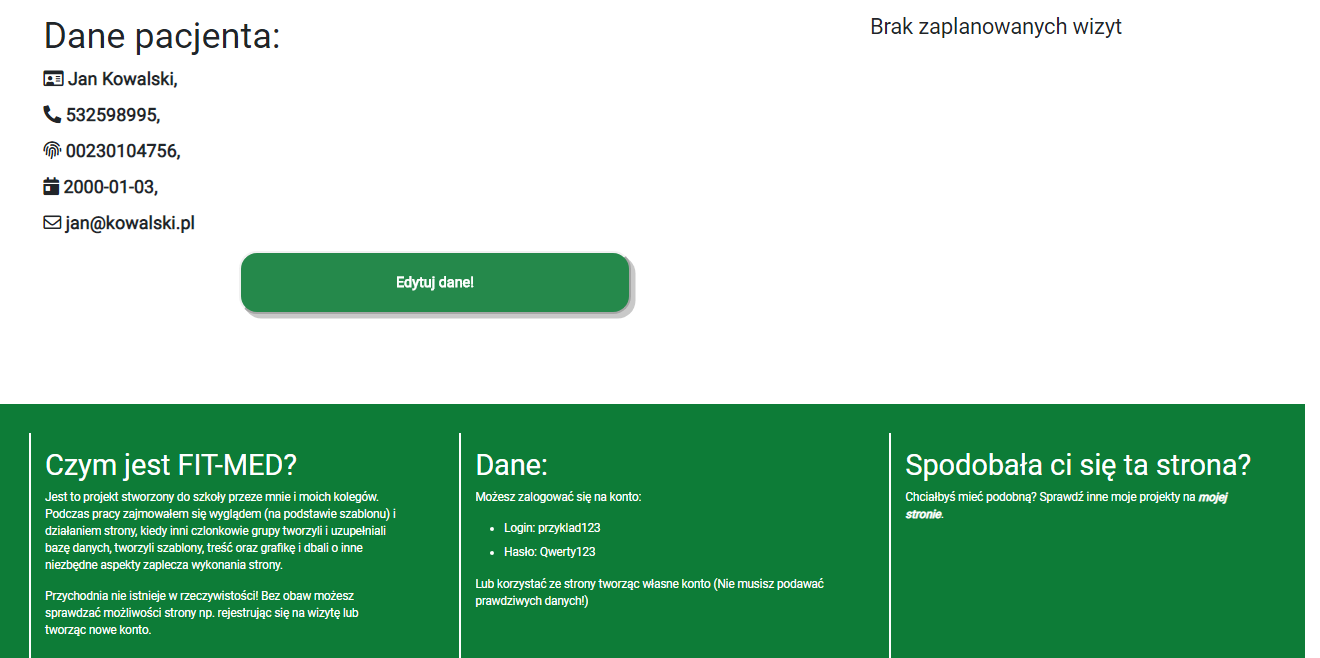 Dane pacjenta:
Jan Kowalski,
532598995,
00230104756,
2000-01-03,
jan@kowalski.pl
Edytuj dane!
Brak zaplanowanych wizyt
Czym jest FIT-MED?
Jest to projekt stworzony do szkoły przeze mnie i moich kolegów.
Podczas pracy zajmowałem się wyglądem (na podstawie szablonu) i
działaniem strony, kiedy inni członkowie grupy tworzyli i uzupełniali
bazę danych, tworzyli szablony, treść oraz grafikę i dbali o inne
niezbędne aspekty zaplecza wykonania strony.
Przychodnia nie istnieje w rzeczywistości! Bez obaw możesz
sprawdzać możliwości strony np. rejestrując się na wizytę lub
tworząc nowe konto.
Dane:
Możesz zalogować się na konto:
• Login: przyklad123
• Hasło: Qwerty123
Lub korzystać ze strony tworząc własne konto (Nie musisz podawać
prawdziwych danych!)
Spodobała ci się ta strona?
Chciałbyś mieć podobną? Sprawdź inne moje projekty na mojej
stronie.